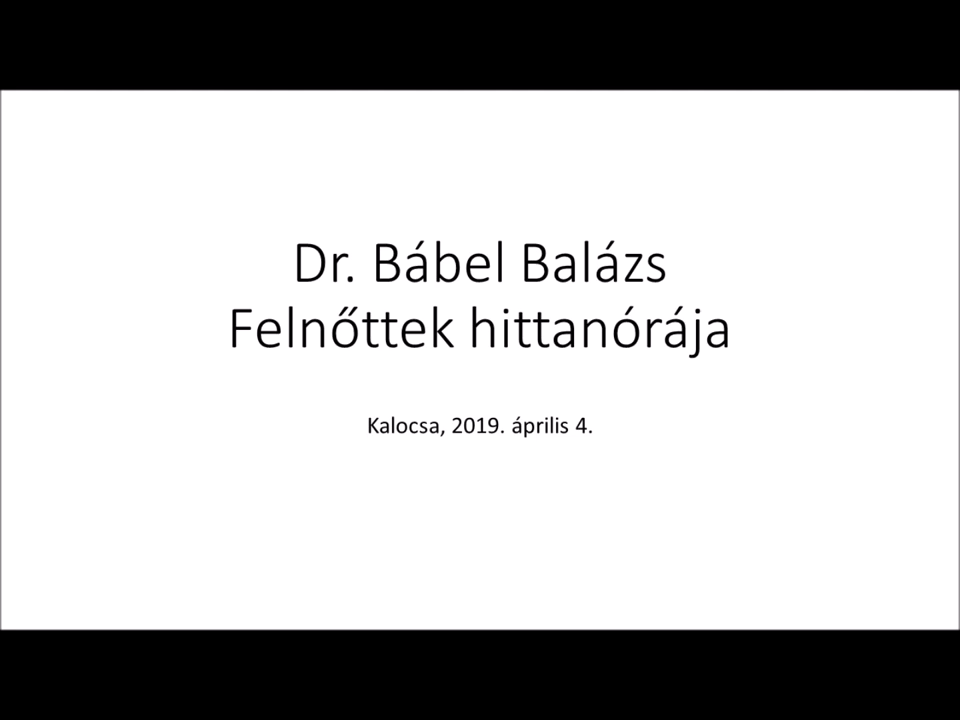 Dr. Bábel Balázs
Felnőttek hittanórája
Kalocsa, 2019. április 4.